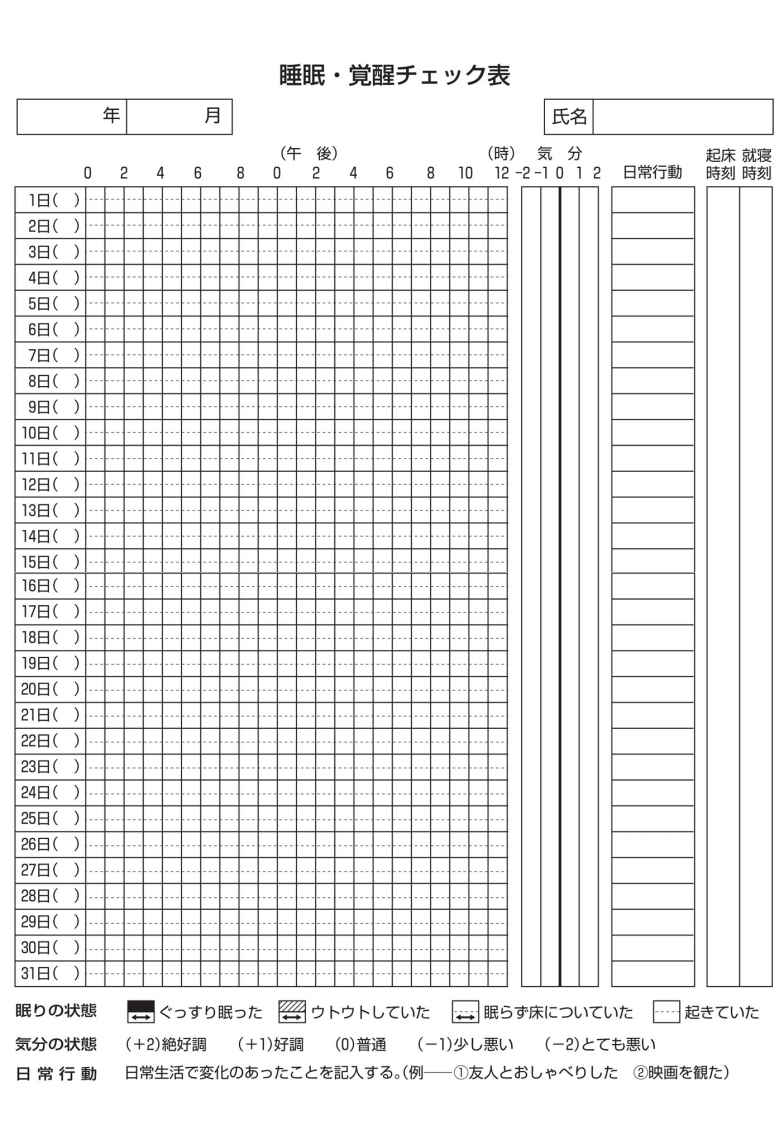 睡眠・覚醒チェック表
年　月　氏名
(午　後)　(時)　気　分　起床　就寝
0　2　4　6　8　0　2　4　6　8　10　12　−2　−1　0　1　2　日常行動　時刻　時刻
1日(　)
2日(　)
3日(　)
4日(　)
5日(　)
6日(　)
7日(　)
8日(　)
9日(　)
10日(　)
11日(　)
12日(　)
13日(　)
14日(　)
15日(　)
16日(　)
17日(　)
18日(　)
19日(　)
20日(　)
21日(　)
22日(　)
23日(　)
24日(　)
25日(　)
26日(　)
27日(　)
28日(　)
29日(　)
30日(　)
31日(　)
眠りの状態　ぐっすり眠った　ウトウトしていた　眠らず床についていた　起きていた
気分の状態　(+2)絶好調　(+1)好調　(0)普通　(−1)少し悪い　(−2)とても悪い
日常行動　日常生活で変化のあったことを記入する。(例――①友人とおしゃべりした　②映画を観た)